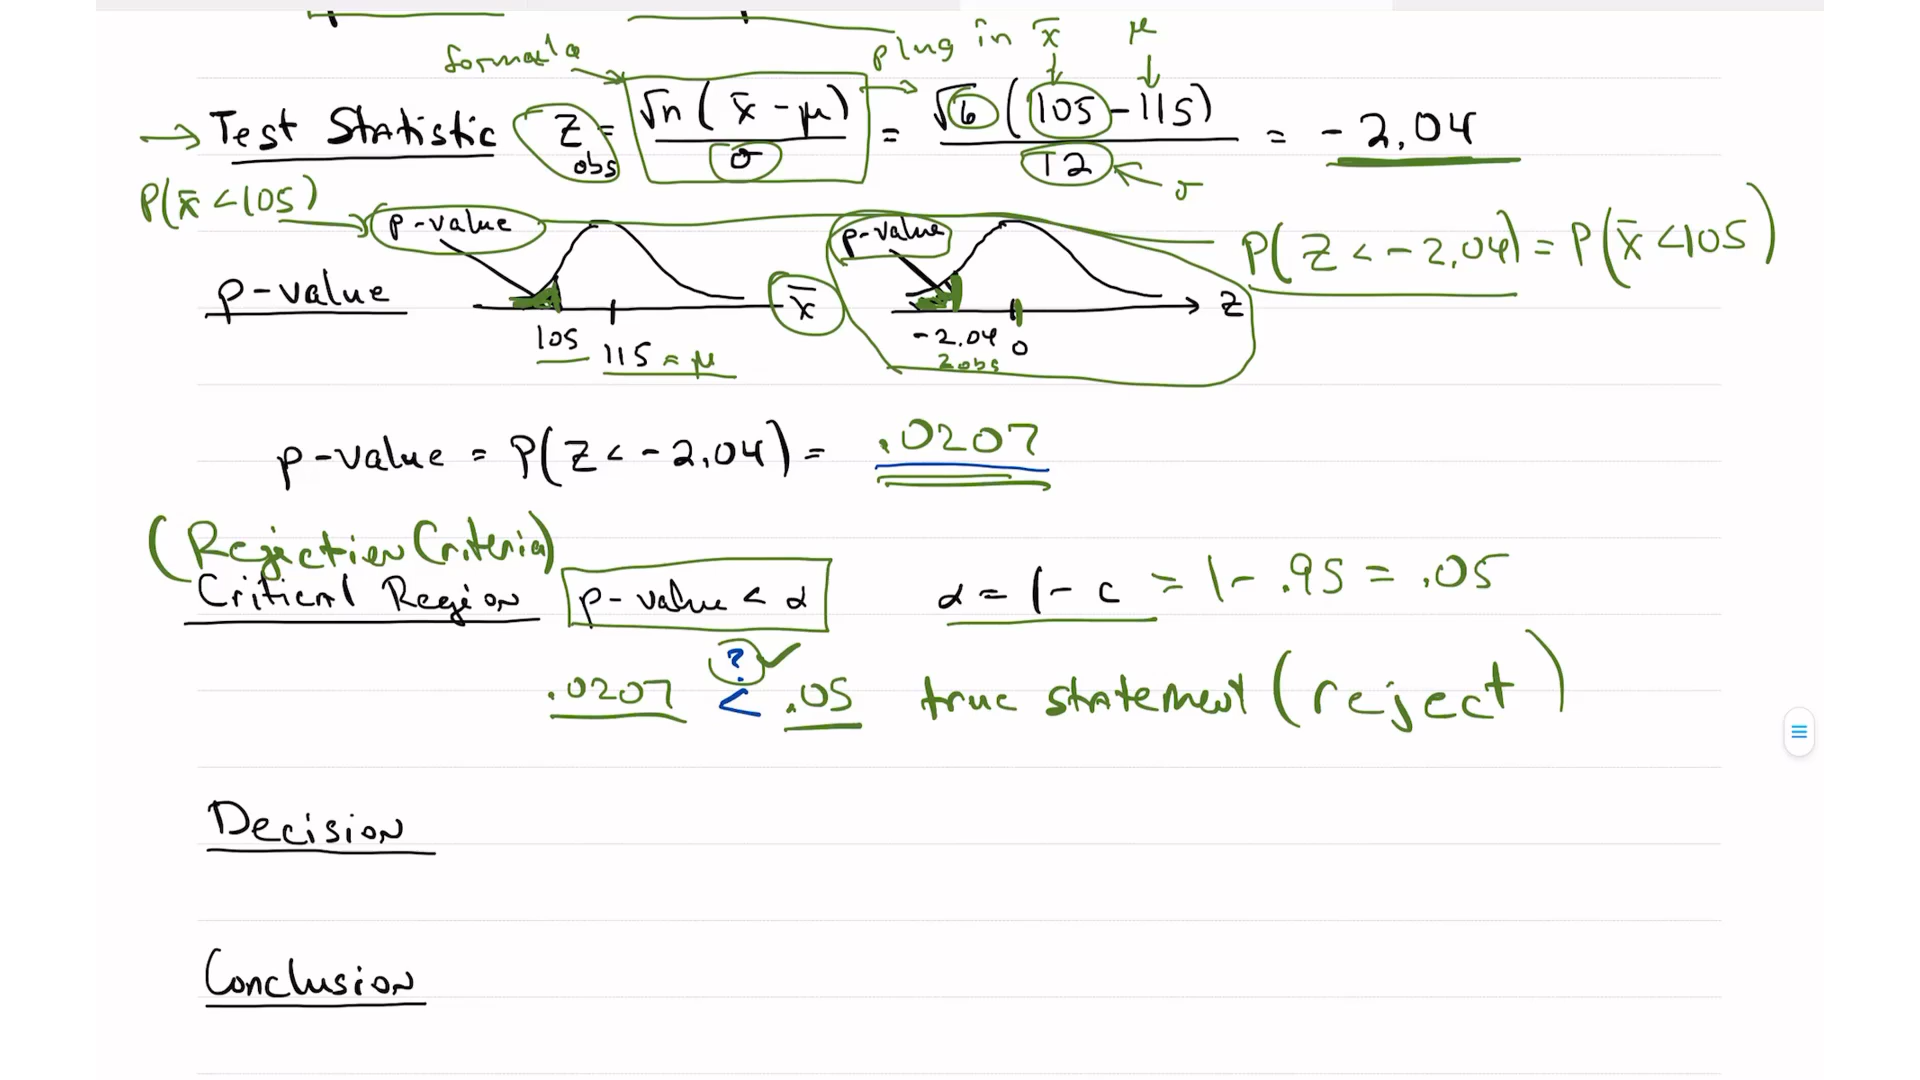 formula plug in x̄ μ
→ Test Statistic Z obs = √n ( x̄ - μ ) / σ = √6 ( 105 - 115 ) / 12 = - 2.04
σ
P( x̄ < 105 ) p-value p-value P( Z < - 2.04 ) = P( x̄ < 105 )
p-value x̄ Z
105 115 = μ - 2.04 0
Zobs
p-value = P( Z < - 2.04 ) = .0207
( Rejection Criteria )
Critical Region p-value < α α = 1 - c = 1 - .95 = .05
? ✓
.0207 < .05 true statement ( reject )
Decision
Conclusion